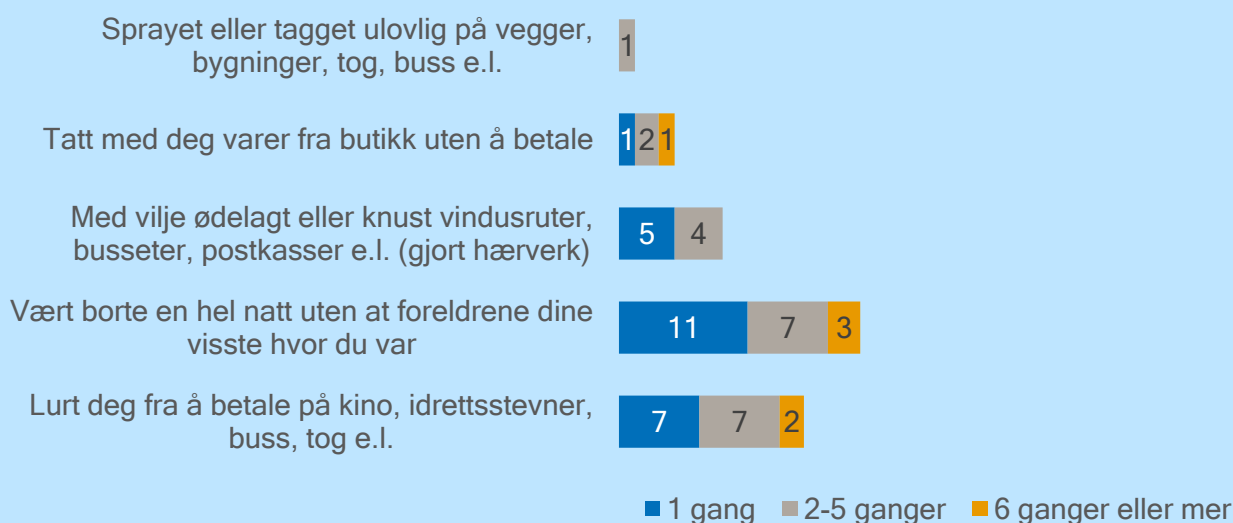 Sprayet eller tagget ulovlig på vegger,
bygninger, tog, buss e.l.
1
Tatt med deg varer fra butikk uten å betale
1 2 1
Med vilje ødelagt eller knust vindusruter,
busseter, postkasser e.l. (gjort hærverk)
5 4
Vært borte en hel natt uten at foreldrene dine
visste hvor du var
11 7 3
Lurt deg fra å betale på kino, idrettsstevner,
buss, tog e.l.
7 7 2
1 gang 2-5 ganger 6 ganger eller mer